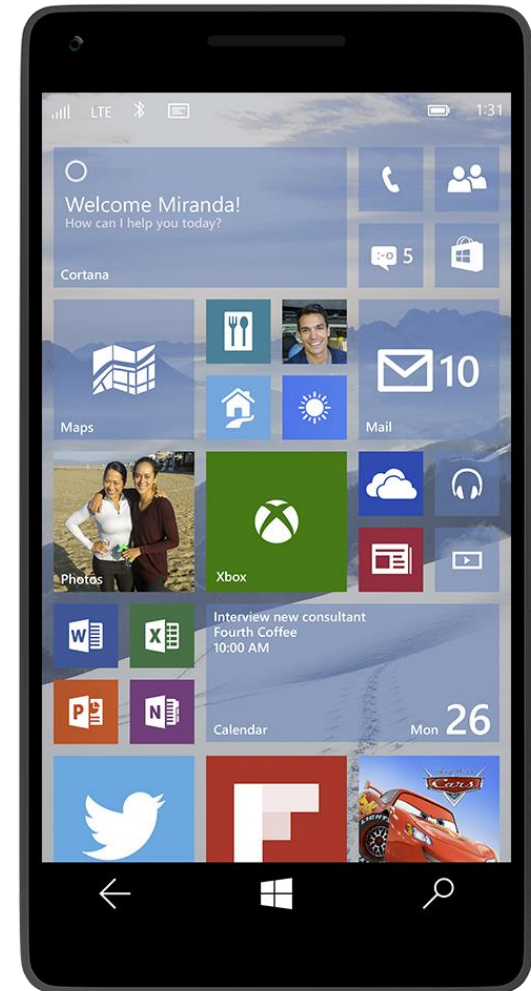 LTE 1:31
Welcome Miranda!
How can I help you today?
Cortana
:-o 5
Maps
10
Mail
Photos
Xbox
W
X
Interview new consultant
Fourth Coffee
10:00 AM
P
N
Calendar
Mon 26
Cars